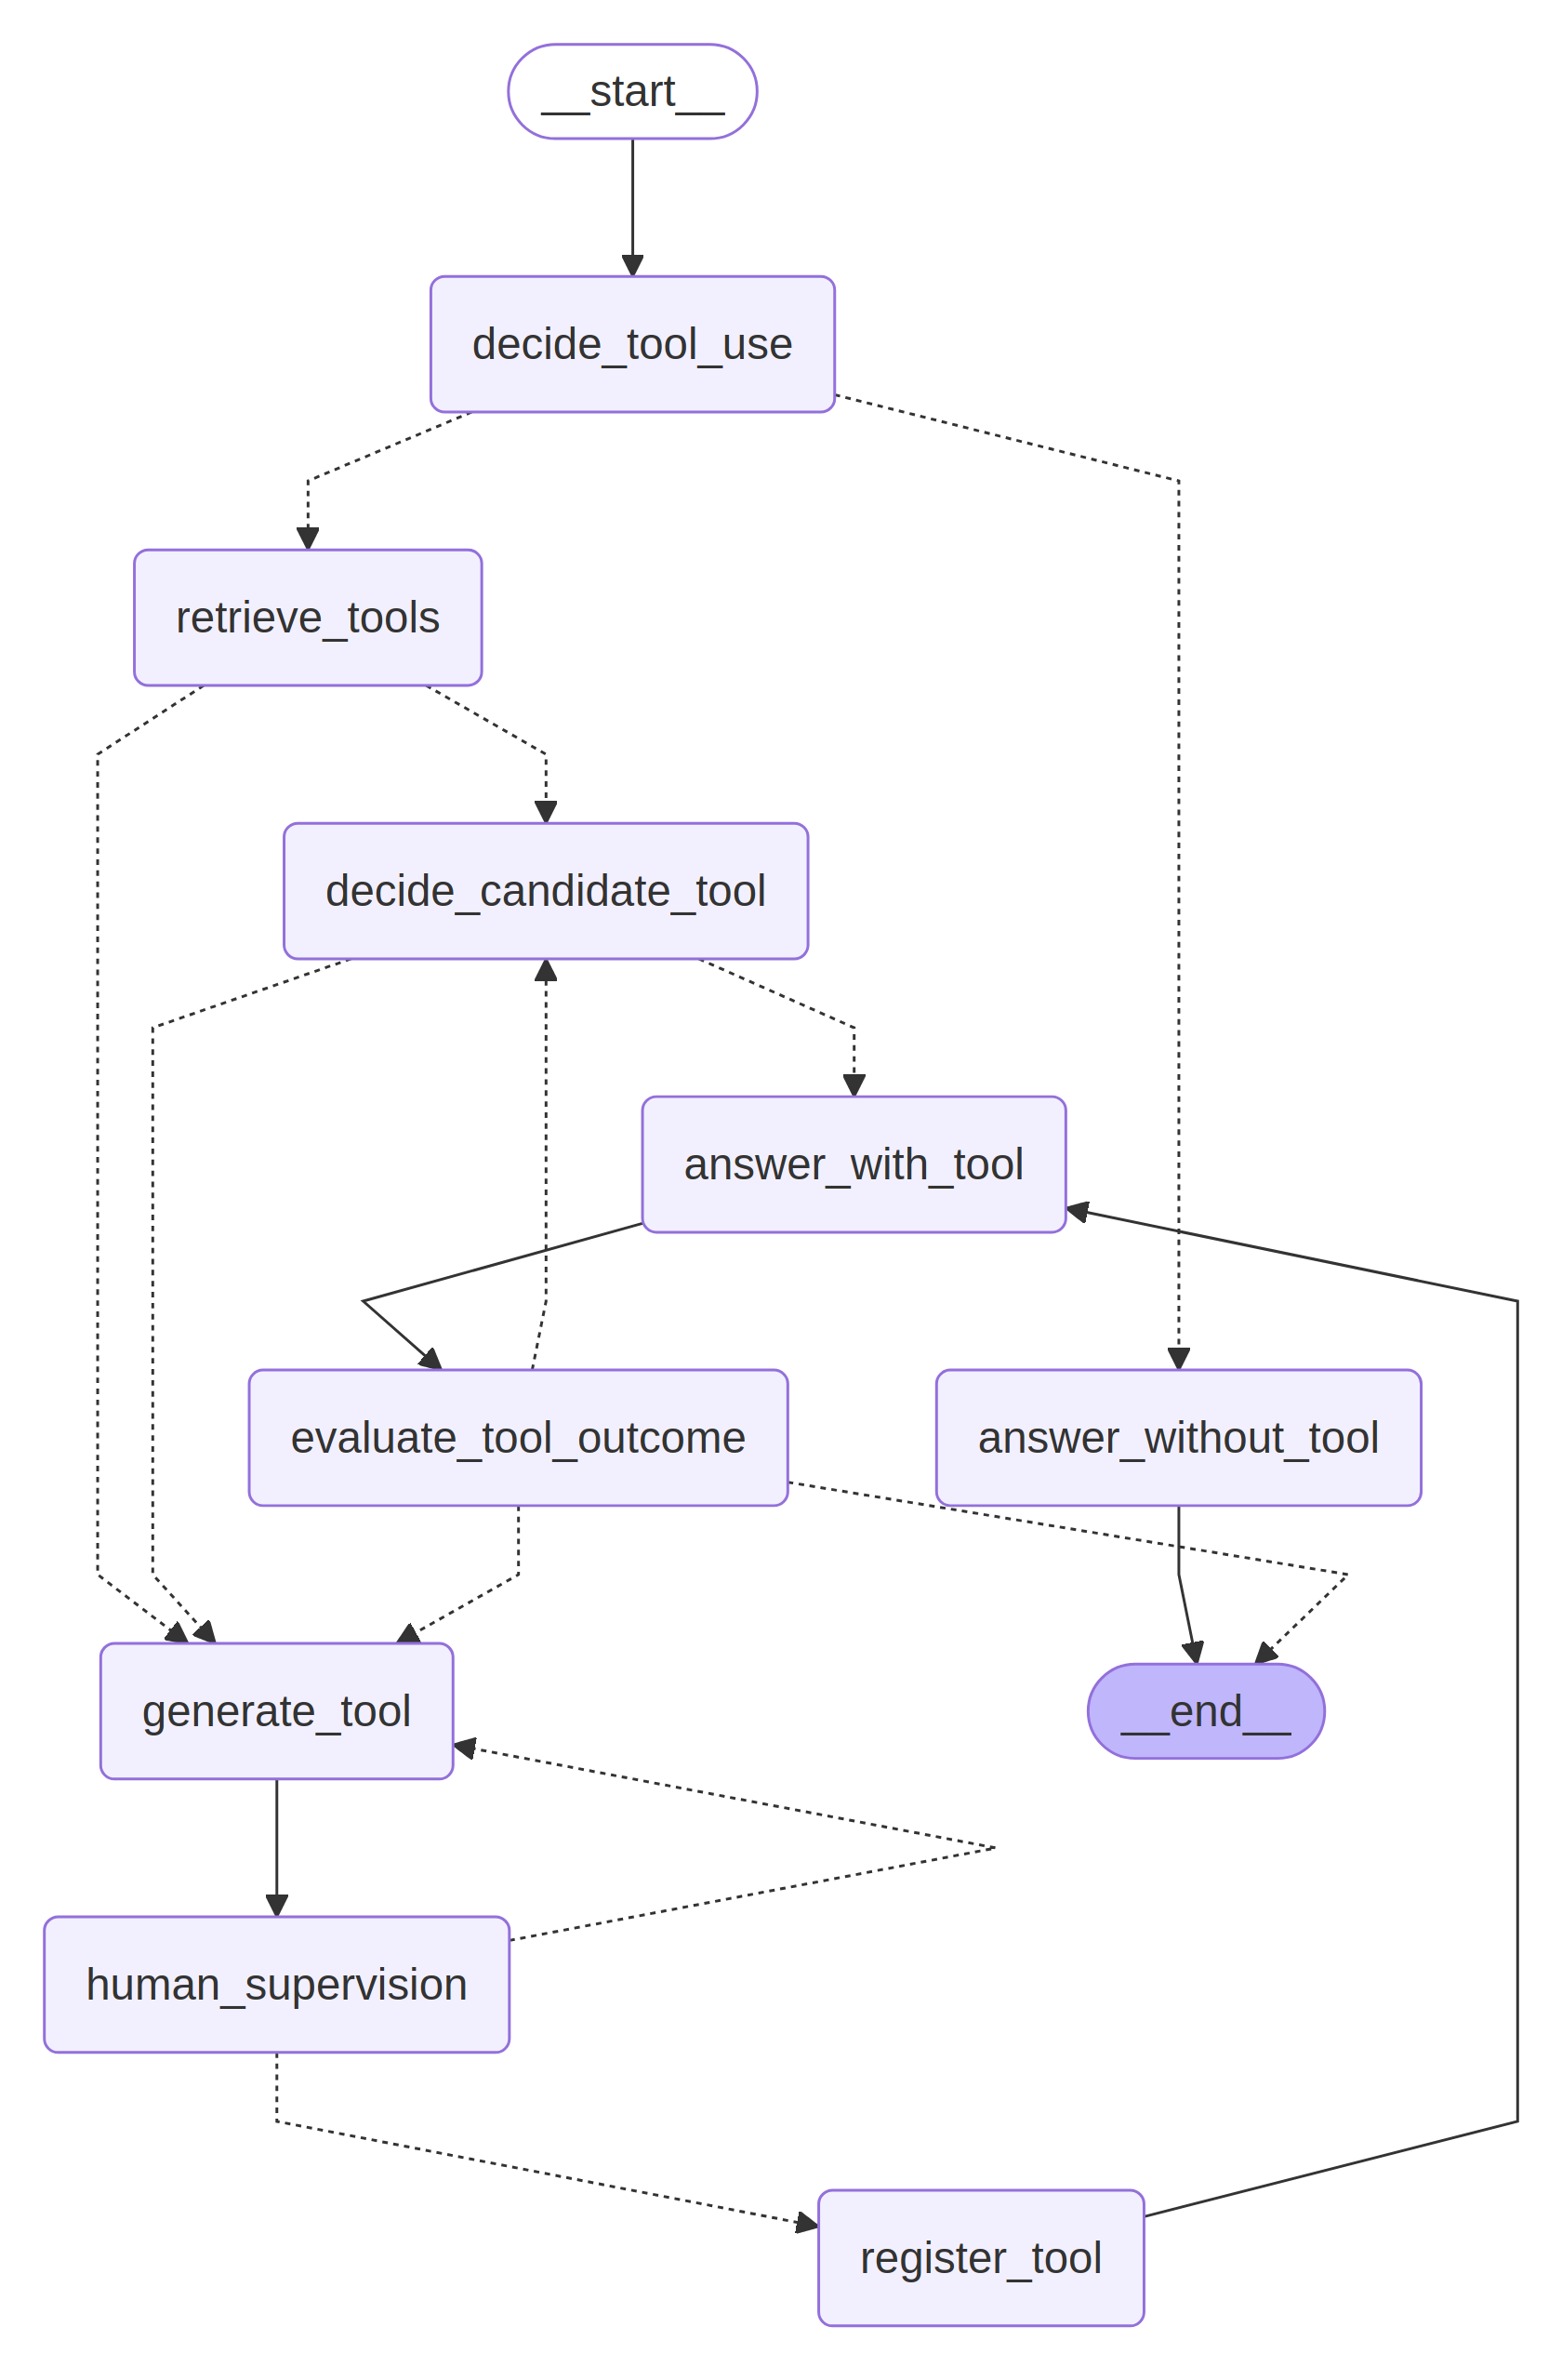 __start__
decide_tool_use
retrieve_tools
decide_candidate_tool
answer_with_tool
evaluate_tool_outcome
answer_without_tool
generate_tool
__end__
human_supervision
register_tool